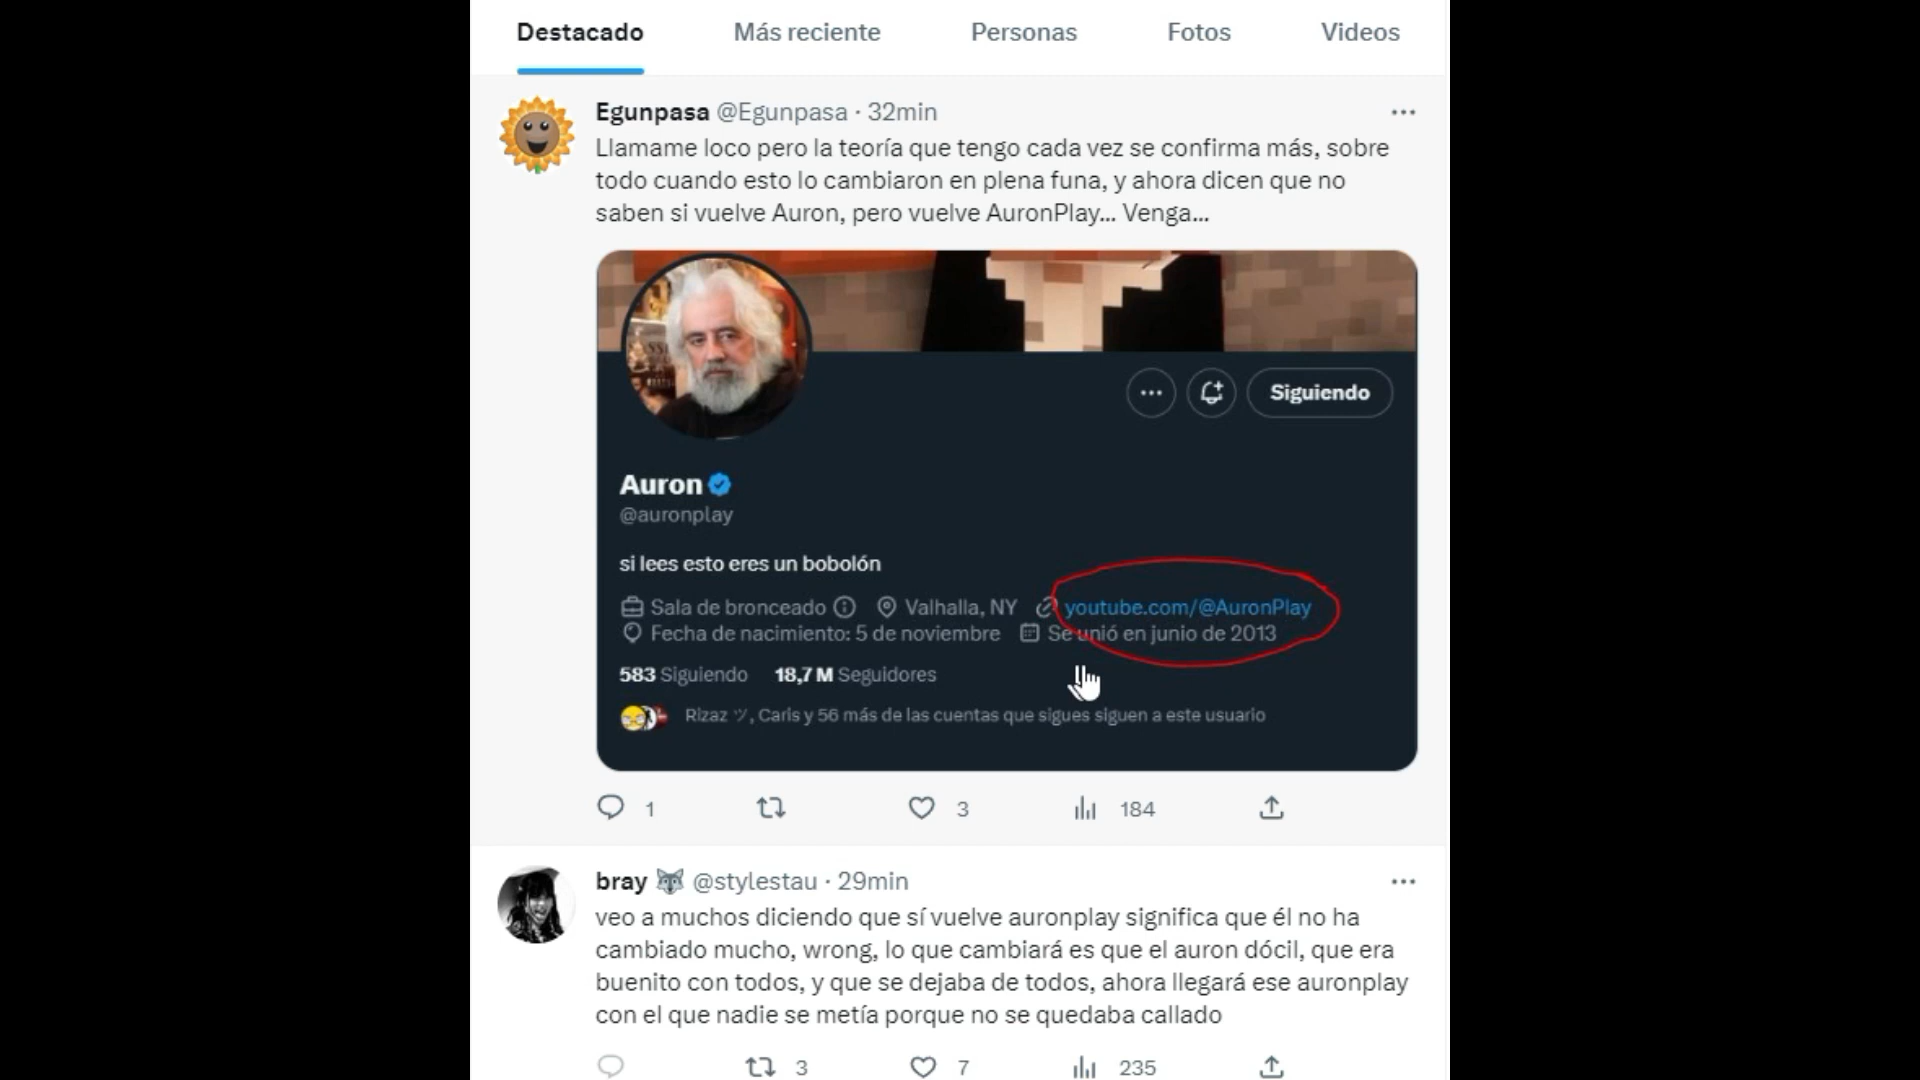 Destacado Más reciente Personas Fotos Videos
Egunpasa @Egunpasa · 32min
Llamame loco pero la teoría que tengo cada vez se confirma más, sobre
todo cuando esto lo cambiaron en plena funa, y ahora dicen que no
saben si vuelve Auron, pero vuelve AuronPlay... Venga...
Siguiendo
Auron
@auronplay
si lees esto eres un bobolón
Sala de bronceado Valhalla, NY youtube.com/@AuronPlay
Fecha de nacimiento: 5 de noviembre Se unió en junio de 2013
583 Siguiendo 18,7 M Seguidores
Rizaz ツ, Caris y 56 más de las cuentas que sigues siguen a este usuario
1 3 184
bray 🐺 @stylestau · 29min
veo a muchos diciendo que sí vuelve auronplay significa que él no ha
cambiado mucho, wrong, lo que cambiará es que el auron dócil, que era
buenito con todos, y que se dejaba de todos, ahora llegará ese auronplay
con el que nadie se metía porque no se quedaba callado
3 7 235